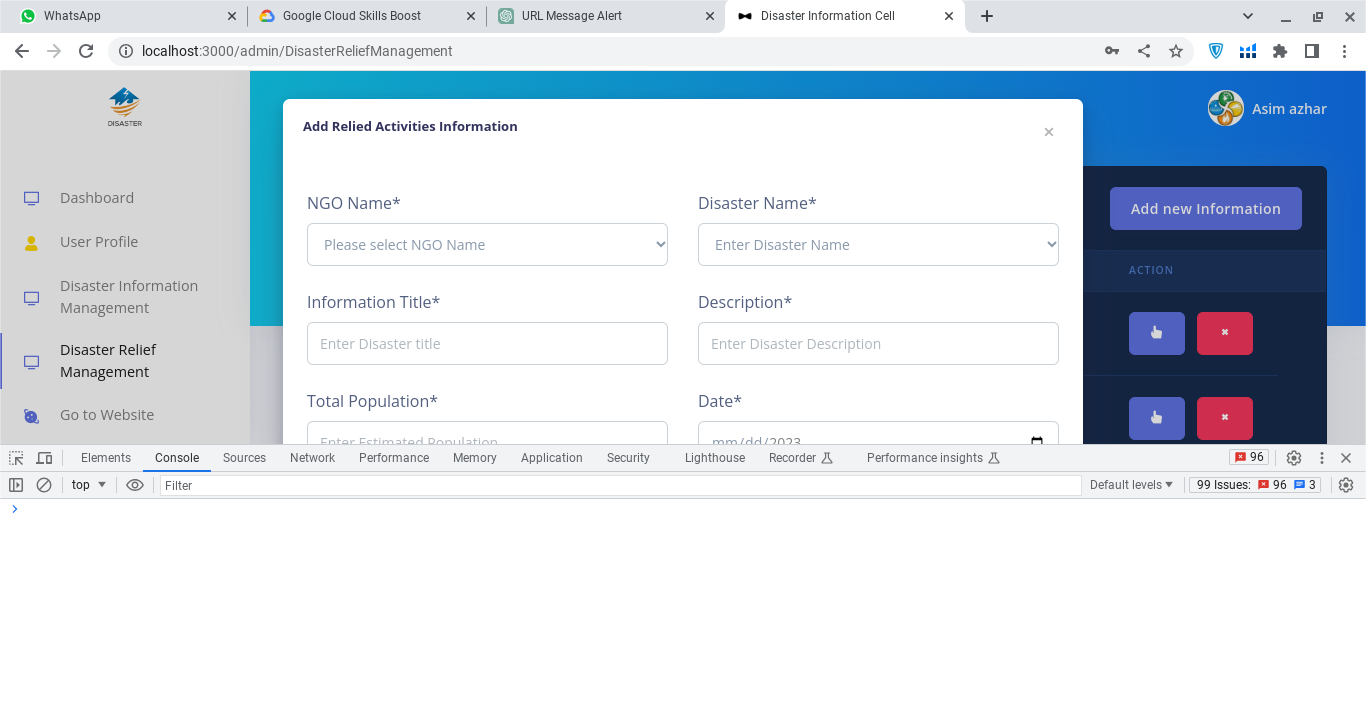 WhatsApp
Google Cloud Skills Boost
URL Message Alert
Disaster Information Cell
localhost:3000/admin/DisasterReliefManagement
DISASTER
Dashboard
User Profile
Disaster Information
Management
Disaster Relief
Management
Go to Website
Asim azhar
Add new Information
ACTION
Add Relied Activities Information
×
NGO Name*
Disaster Name*
Please select NGO Name
Enter Disaster Name
Information Title*
Description*
Enter Disaster title
Enter Disaster Description
Total Population*
Date*
Enter Estimated Population
mm/dd/2023
Elements Console Sources Network Performance Memory Application Security Lighthouse Recorder Performance insights 96
top Filter Default levels 99 Issues: 96 3